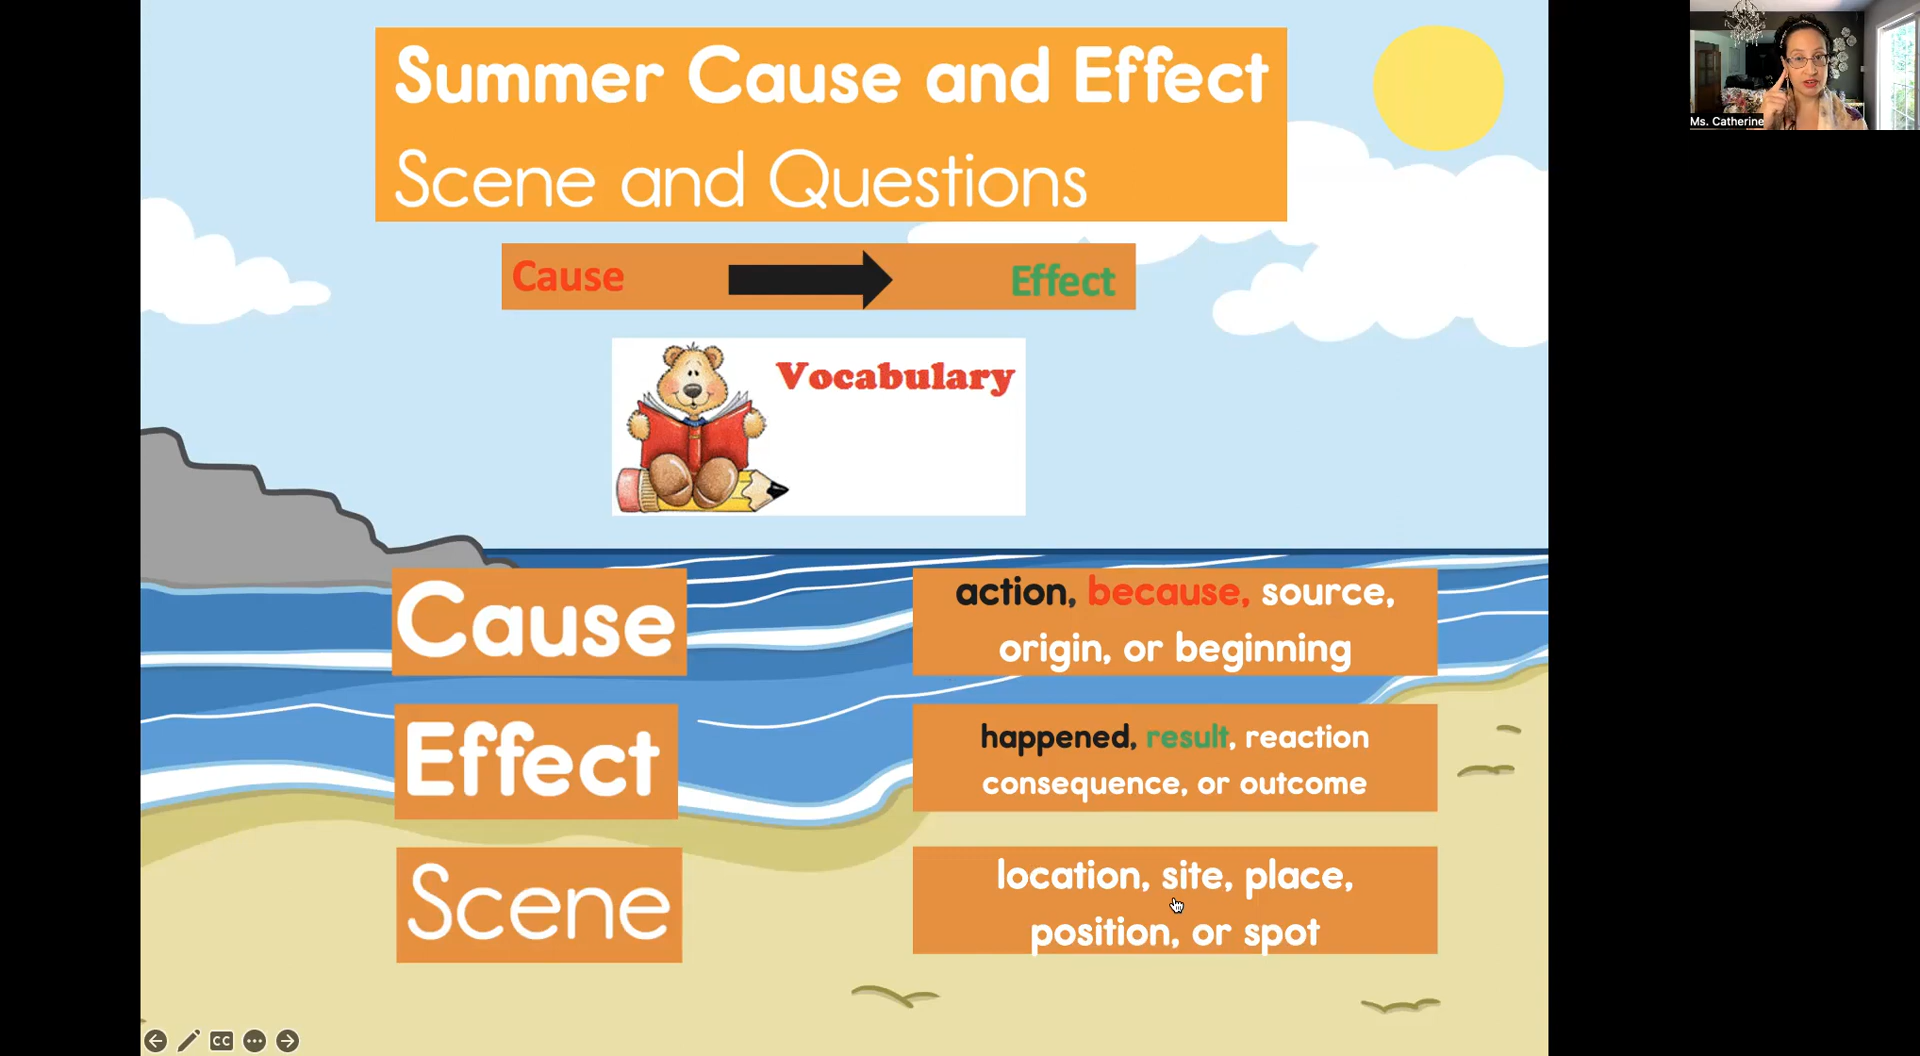 Summer Cause and Effect
Scene and Questions
Ms. Catherine
Cause Effect
Vocabulary
Cause
action, because, source,
origin, or beginning
Effect
happened, result, reaction
consequence, or outcome
Scene
location, site, place,
position, or spot
CC